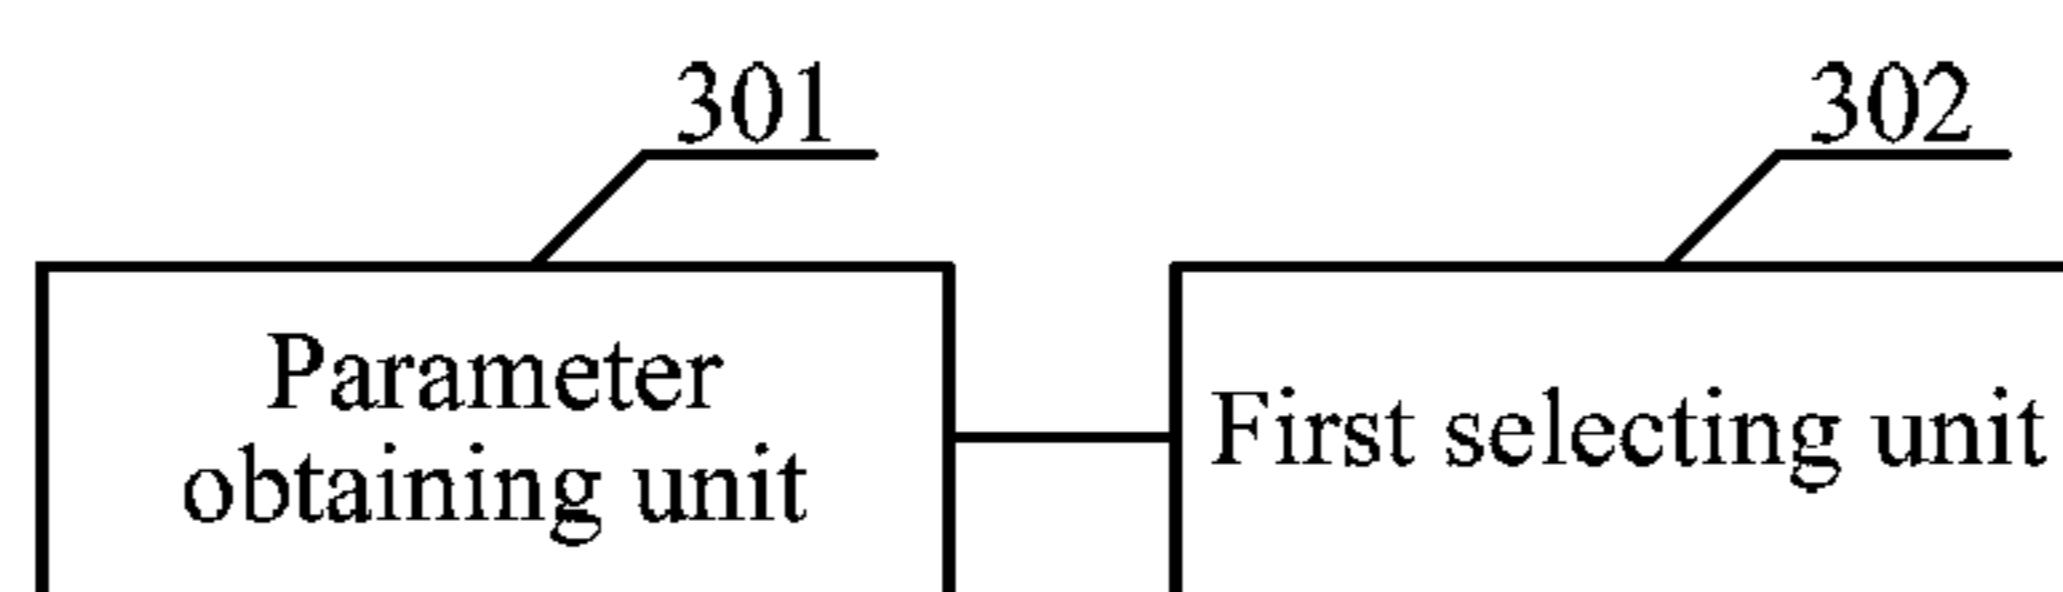 301
302
Parameter
obtaining unit
First selecting unit